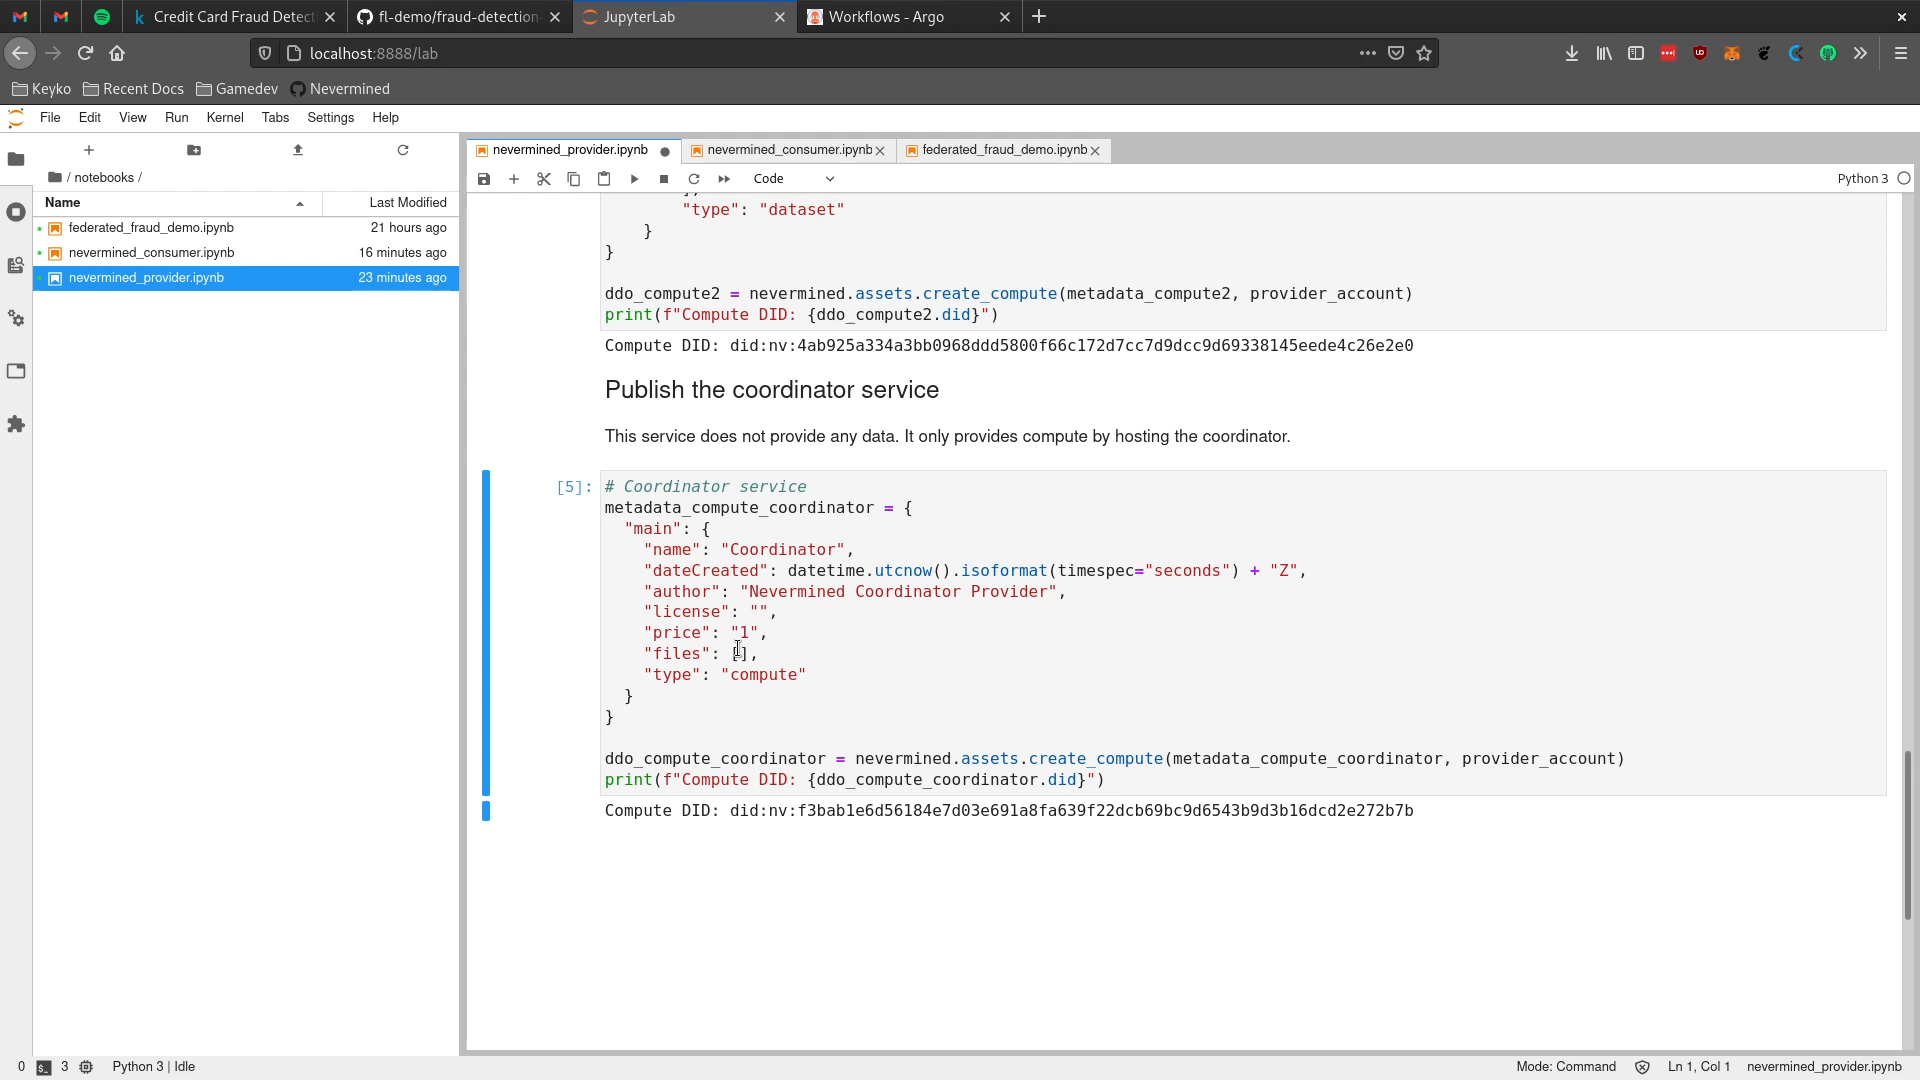 Credit Card Fraud Detecti
fl-demo/fraud-detection-
JupyterLab
Workflows - Argo
localhost:8888/lab
Keyko
Recent Docs
Gamedev
Nevermined
File
Edit
View
Run
Kernel
Tabs
Settings
Help
/ notebooks /
Name
Last Modified
federated_fraud_demo.ipynb
21 hours ago
nevermined_consumer.ipynb
16 minutes ago
nevermined_provider.ipynb
23 minutes ago
nevermined_provider.ipynb
nevermined_consumer.ipynb
federated_fraud_demo.ipynb
Code
Python 3
"type": "dataset"
}
}
ddo_compute2 = nevermined.assets.create_compute(metadata_compute2, provider_account)
print(f"Compute DID: {ddo_compute2.did}")
Compute DID: did:nv:4ab925a334a3bb0968ddd5800f66c172d7cc7d9dcc9d69338145eede4c26e2e0
Publish the coordinator service
This service does not provide any data. It only provides compute by hosting the coordinator.
[5]:
# Coordinator service
metadata_compute_coordinator = {
"main": {
"name": "Coordinator",
"dateCreated": datetime.utcnow().isoformat(timespec="seconds") + "Z",
"author": "Nevermined Coordinator Provider",
"license": "",
"price": "1",
"files": [],
"type": "compute"
}
}
ddo_compute_coordinator = nevermined.assets.create_compute(metadata_compute_coordinator, provider_account)
print(f"Compute DID: {ddo_compute_coordinator.did}")
Compute DID: did:nv:f3bab1e6d56184e7d03e691a8fa639f22dcb69bc9d6543b9d3b16dcd2e272b7b
0
3
Python 3 | Idle
Mode: Command
Ln 1, Col 1
nevermined_provider.ipynb